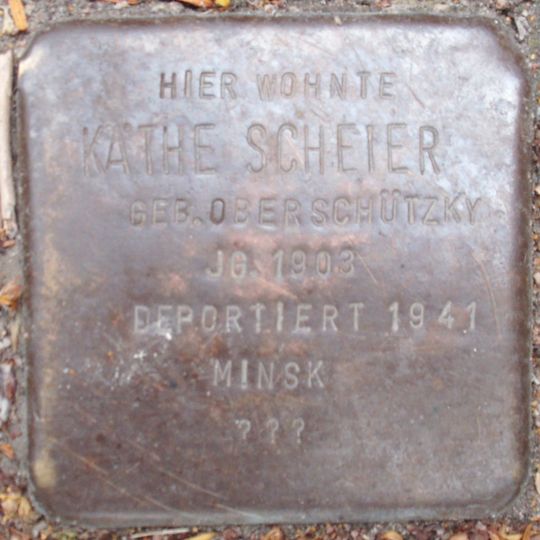 HIER WOHNTE
KÄTHE SCHEIER
GEB. OBERSCHÜTZKY
JG. 1903
DEPORTIERT 1941
MINSK
???